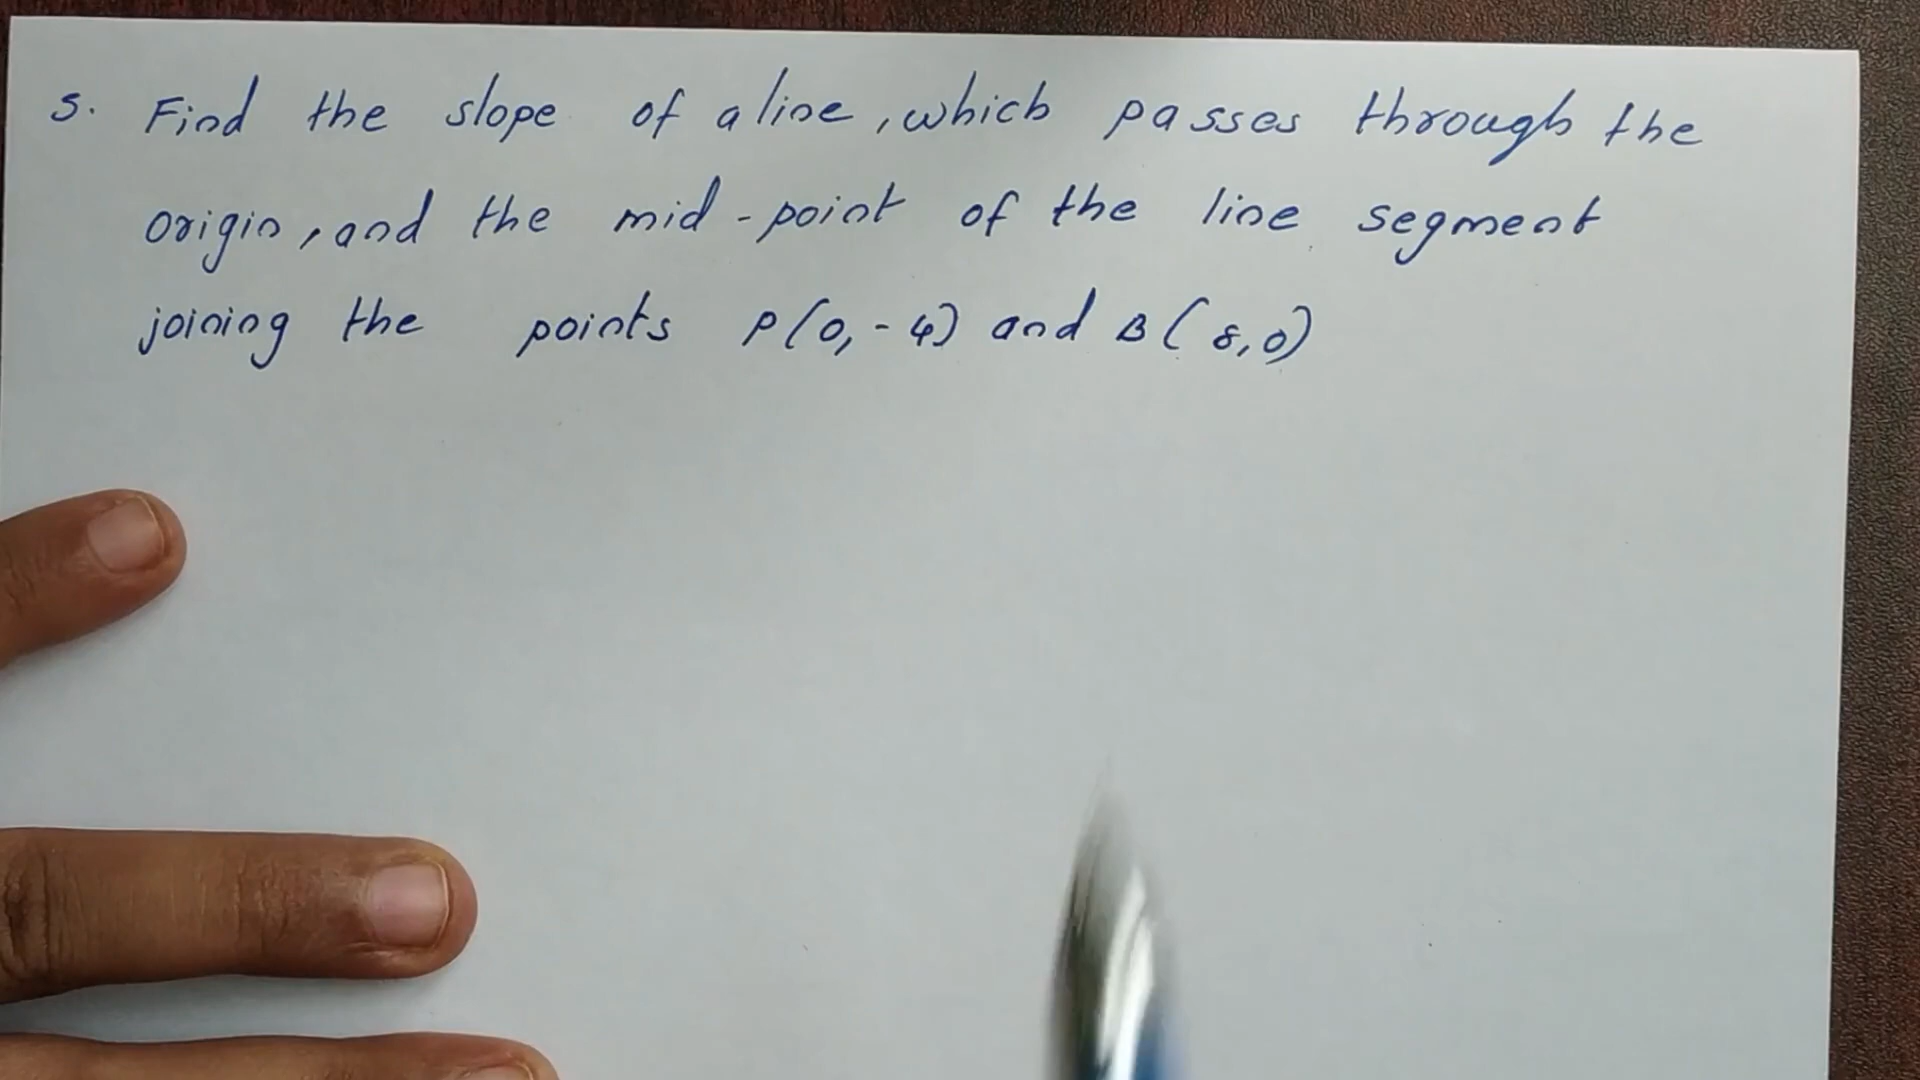 5. Find the slope of a line, which passes through the
origin, and the mid-point of the line segment
joining the points P(0,-4) and B(8,0)